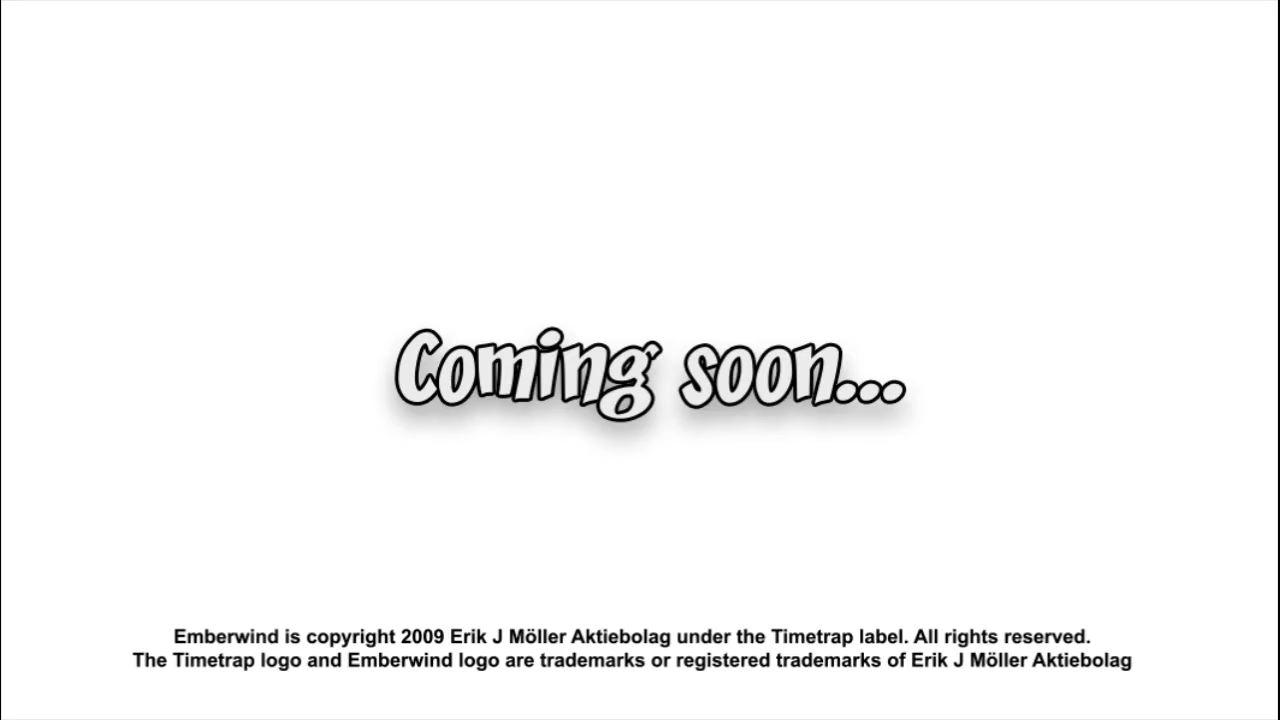 Coming soon...
Emberwind is copyright 2009 Erik J Möller Aktiebolag under the Timetrap label. All rights reserved.
The Timetrap logo and Emberwind logo are trademarks or registered trademarks of Erik J Möller Aktiebolag